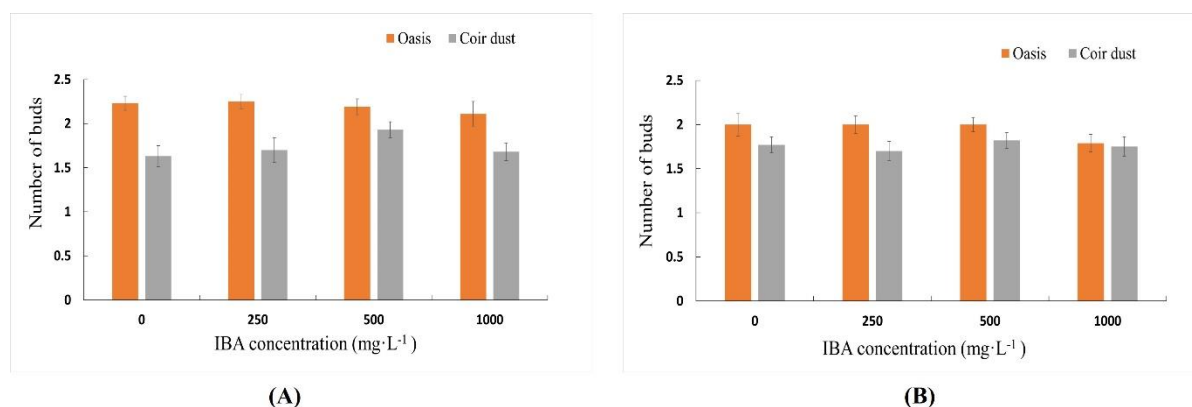 Oasis Coir dust
2.5
2
1.5
1
0.5
0
Number of buds
0 250 500 1000
IBA concentration (mg·L-1)
(A)
Oasis Coir dust
2.5
2
1.5
1
0.5
0
Number of buds
0 250 500 1000
IBA concentration (mg·L-1)
(B)